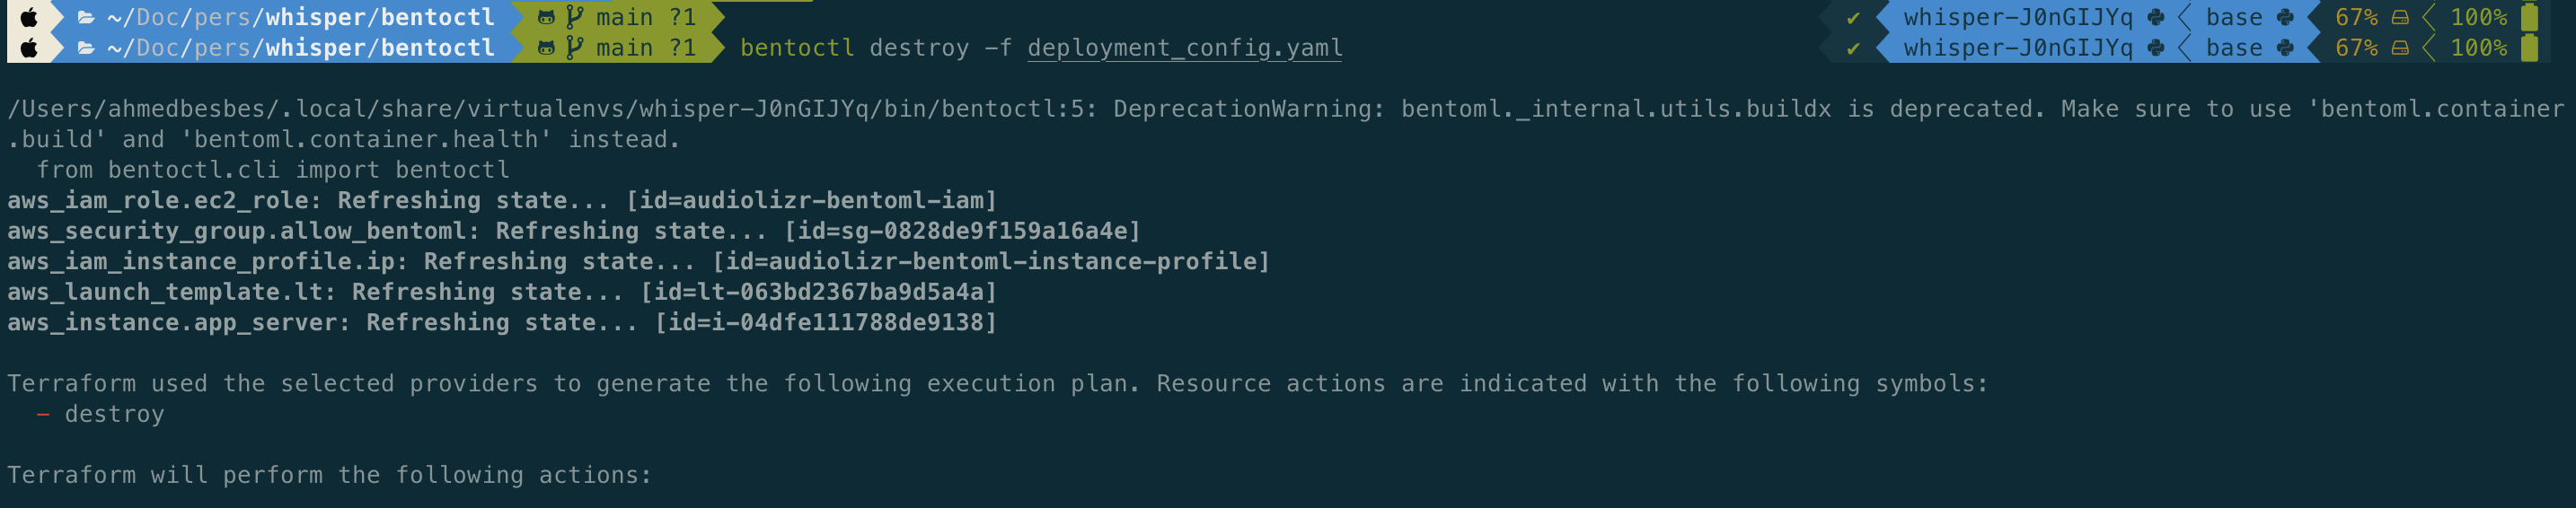 ~/Doc/pers/whisper/bentoctl main ?1 ✔ whisper-J0nGIJYq base 67% 100%
~/Doc/pers/whisper/bentoctl main ?1 bentoctl destroy -f deployment_config.yaml ✔ whisper-J0nGIJYq base 67% 100%
/Users/ahmedbesbes/.local/share/virtualenvs/whisper-J0nGIJYq/bin/bentoctl:5: DeprecationWarning: bentoml._internal.utils.buildx is deprecated. Make sure to use 'bentoml.container
.build' and 'bentoml.container.health' instead.
  from bentoctl.cli import bentoctl
aws_iam_role.ec2_role: Refreshing state... [id=audiolizr-bentoml-iam]
aws_security_group.allow_bentoml: Refreshing state... [id=sg-0828de9f159a16a4e]
aws_iam_instance_profile.ip: Refreshing state... [id=audiolizr-bentoml-instance-profile]
aws_launch_template.lt: Refreshing state... [id=lt-063bd2367ba9d5a4a]
aws_instance.app_server: Refreshing state... [id=i-04dfe111788de9138]
Terraform used the selected providers to generate the following execution plan. Resource actions are indicated with the following symbols:
  - destroy
Terraform will perform the following actions: